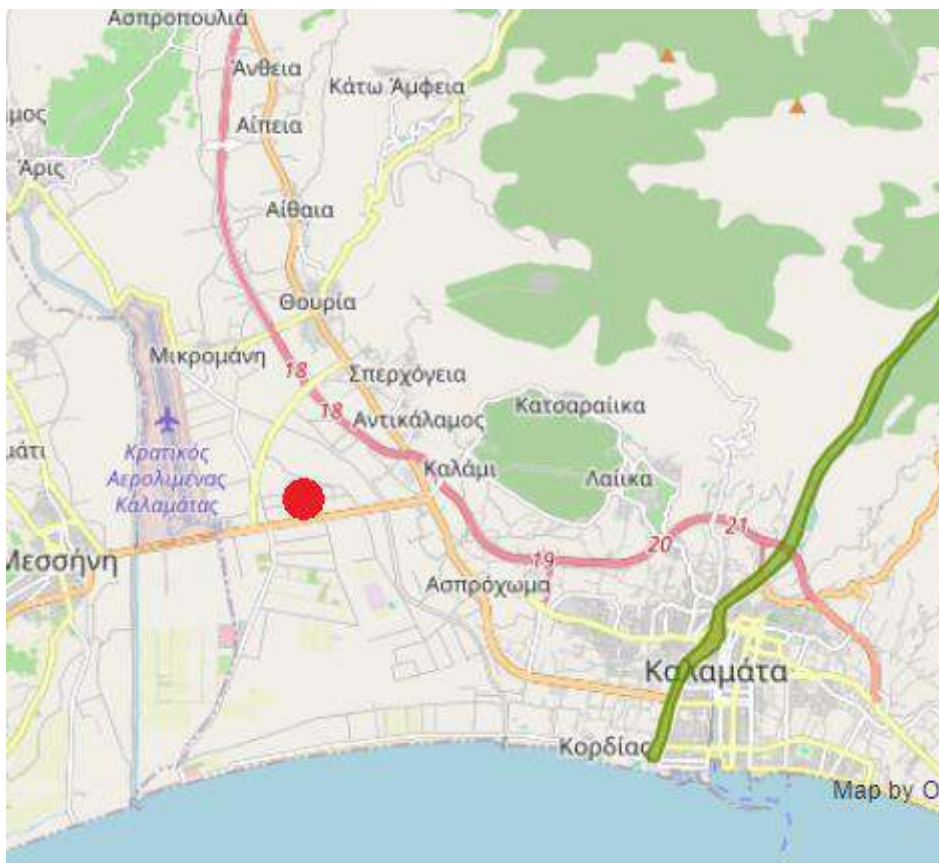 Ασπροπουλιά
Άνθεια
Κάτω Άμφεια
Αίπεια
Άρις
Αίθαια
Θουρία
Μικρομάνη
18
Σπερχόγεια
18
Κατσαραίικα
Αντικάλαμος
Κρατικός
Αερολιμένας
Καλαμάτας
Καλάμι
Λαίικα
21
20
19
Μεσσήνη
Ασπρόχωμα
Καλαμάτα
Κορδίας
Map by O